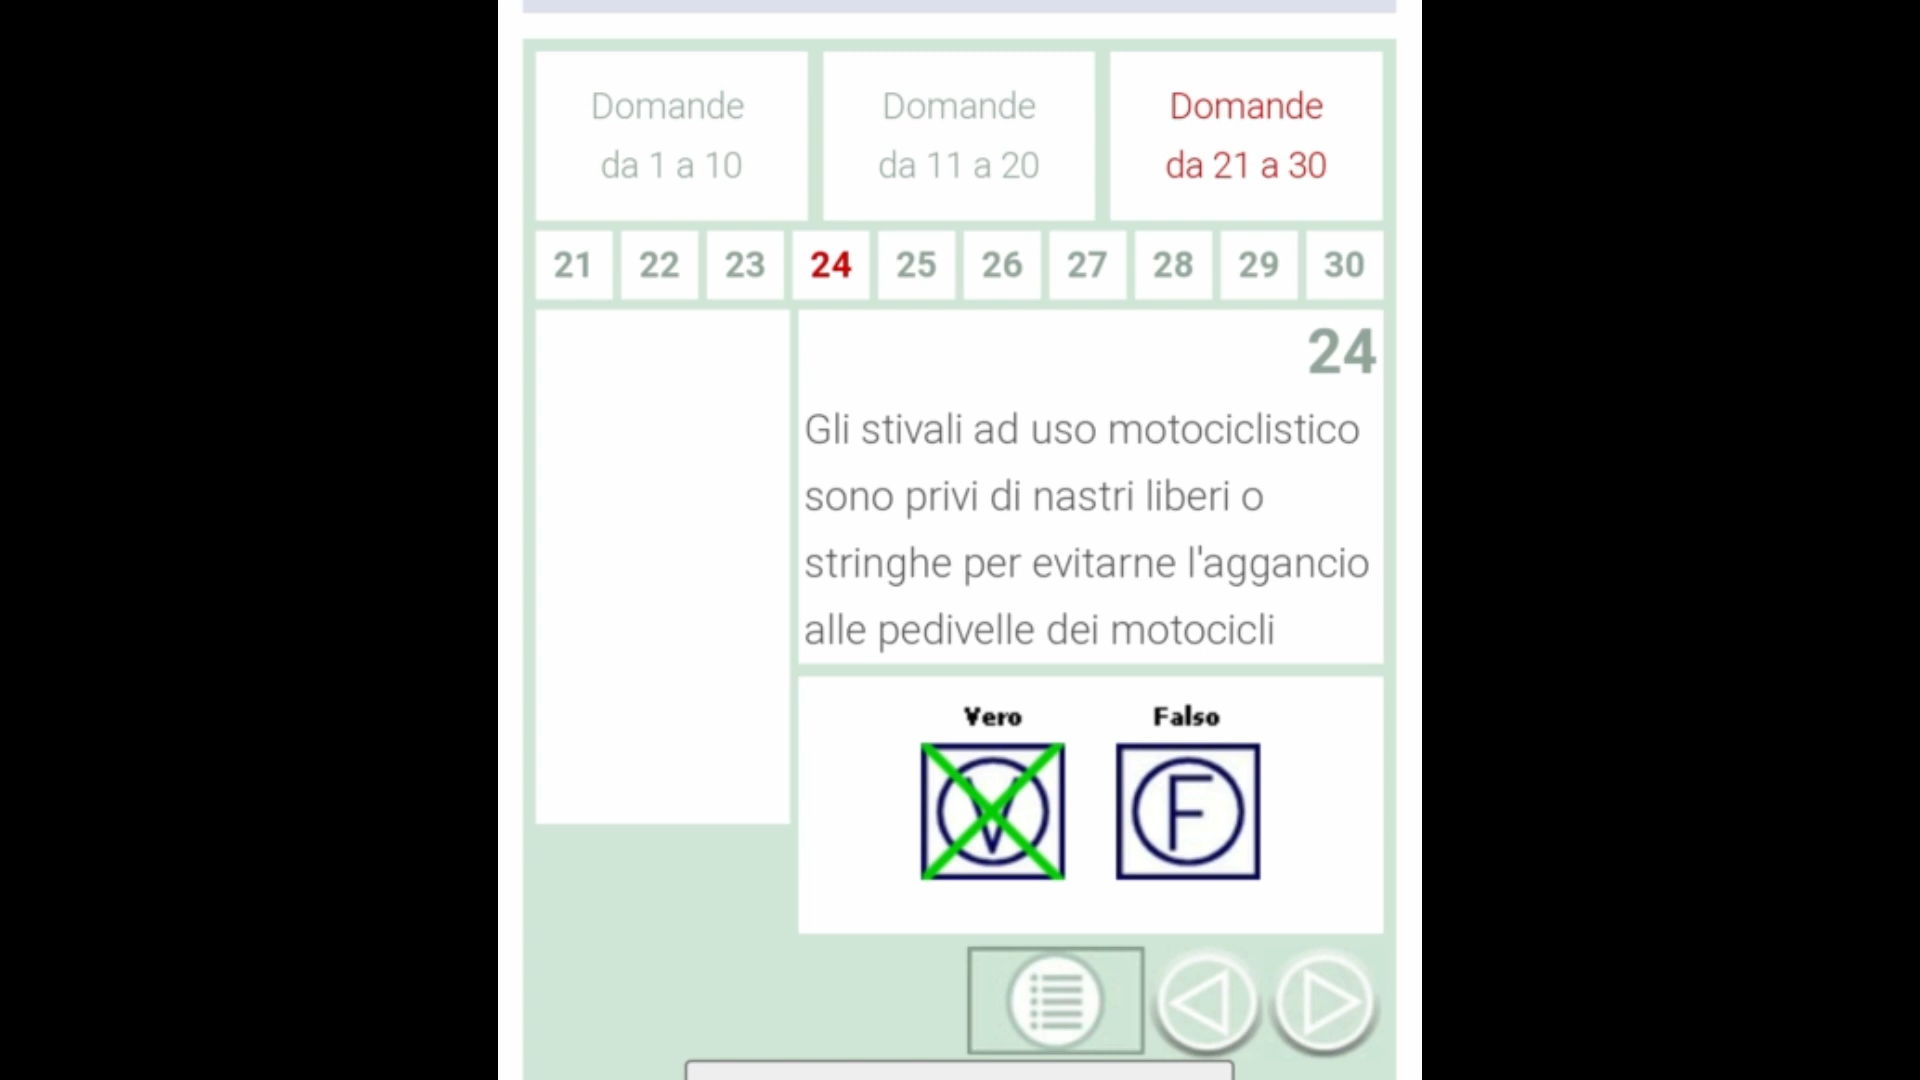 Domande
da 1 a 10
Domande
da 11 a 20
Domande
da 21 a 30
21 22 23 24 25 26 27 28 29 30
24
Gli stivali ad uso motociclistico
sono privi di nastri liberi o
stringhe per evitarne l'aggancio
alle pedivelle dei motocicli
Vero Falso
V F